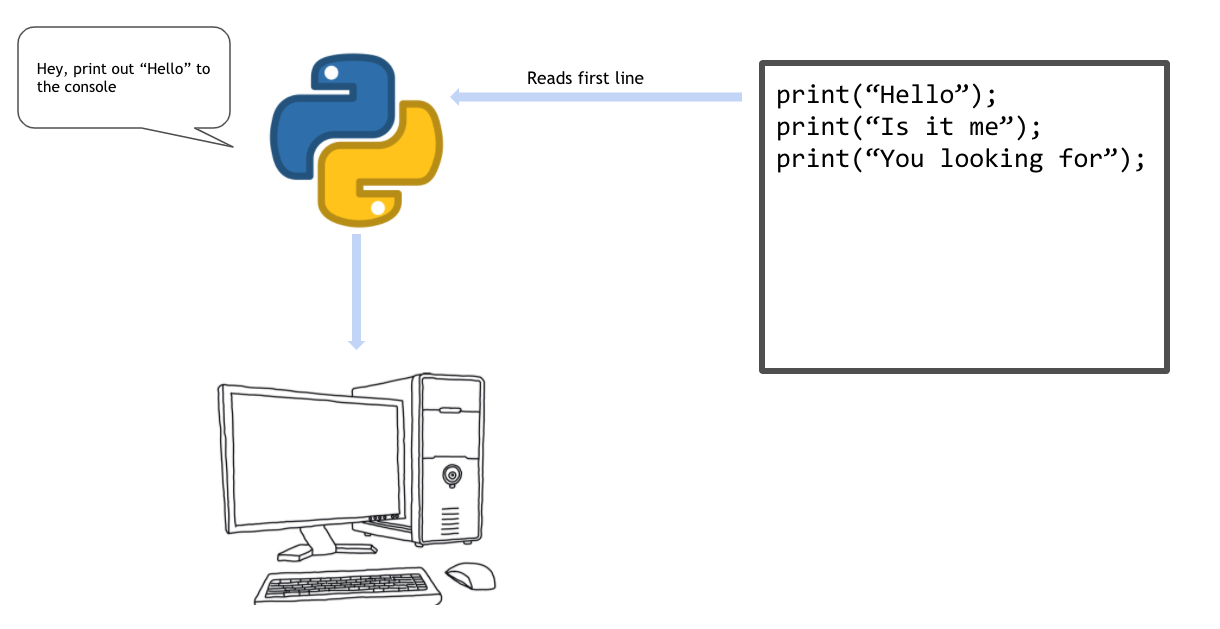 Hey, print out “Hello” to
the console
Reads first line
print(“Hello”);
print(“Is it me”);
print(“You looking for”);